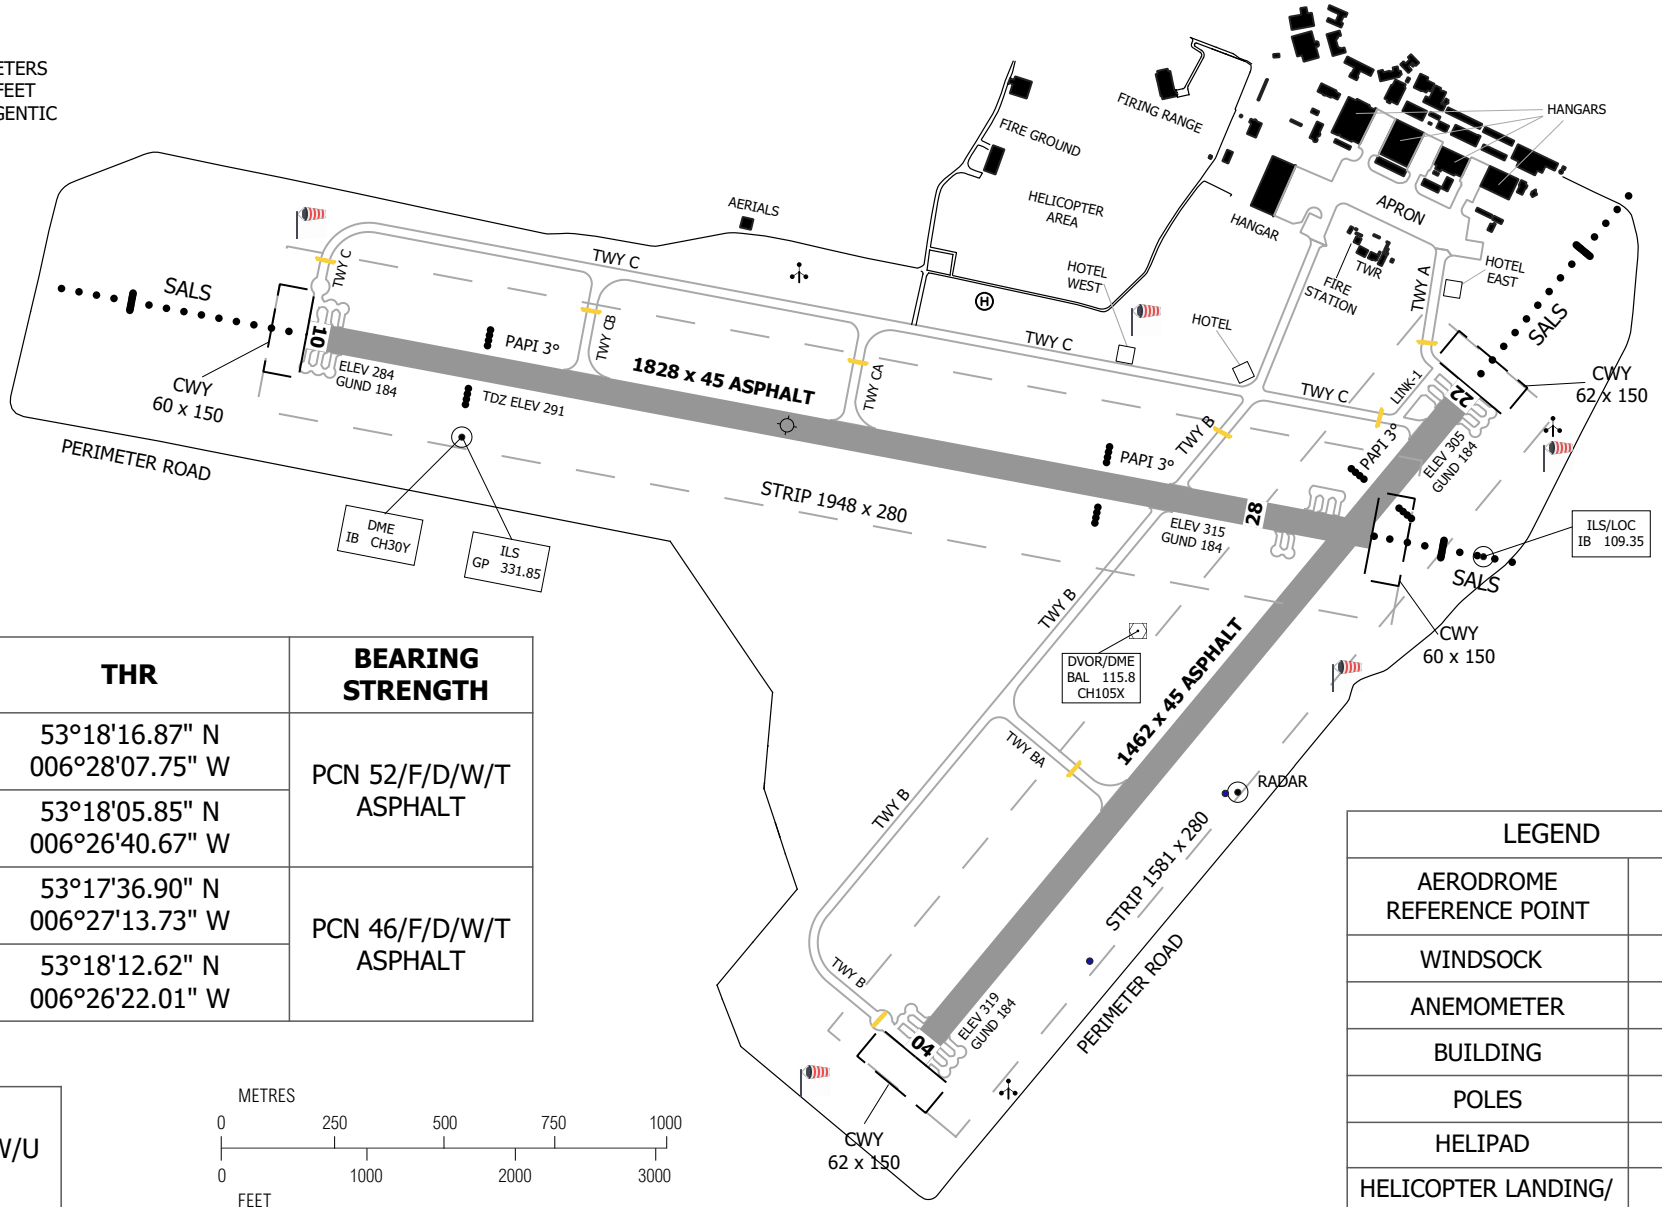 ETERS
FEET
GENTIC
HANGARS
FIRING RANGE
FIRE GROUND
HELICOPTER
AREA
HANGAR
APRON
AERIALS
TWR
FIRE
STATION
TWY A
HOTEL
EAST
HOTEL
WEST
HOTEL
H
TWY C
TWY C
TWY C
TWY C
SALS
SALS
SALS
CWY
60 x 150
10
ELEV 284
GUND 184
PAPI 3°
TDZ ELEV 291
TWY CB
TWY CA
1828 x 45 ASPHALT
LINK-1
22
CWY
62 x 150
ELEV 305
GUND 184
PAPI 3°
PAPI 3°
TWY B
28
ELEV 315
GUND 184
PERIMETER ROAD
STRIP 1948 x 280
DME
IB CH30Y
ILS
GP 331.85
ILS/LOC
IB 109.35
CWY
60 x 150
TWY B
DVOR/DME
BAL 115.8
CH105X
1462 x 45 ASPHALT
TWY BA
TWY B
RADAR
STRIP 1581 x 280
PERIMETER ROAD
TWY B
04
ELEV 319
GUND 184
CWY
62 x 150
THR
BEARING
STRENGTH
53°18'16.87" N
006°28'07.75" W
53°18'05.85" N
006°26'40.67" W
PCN 52/F/D/W/T
ASPHALT
53°17'36.90" N
006°27'13.73" W
53°18'12.62" N
006°26'22.01" W
PCN 46/F/D/W/T
ASPHALT
W/U
METRES
0 250 500 750 1000
0 1000 2000 3000
FEET
LEGEND
AERODROME
REFERENCE POINT
WINDSOCK
ANEMOMETER
BUILDING
POLES
HELIPAD
HELICOPTER LANDING/